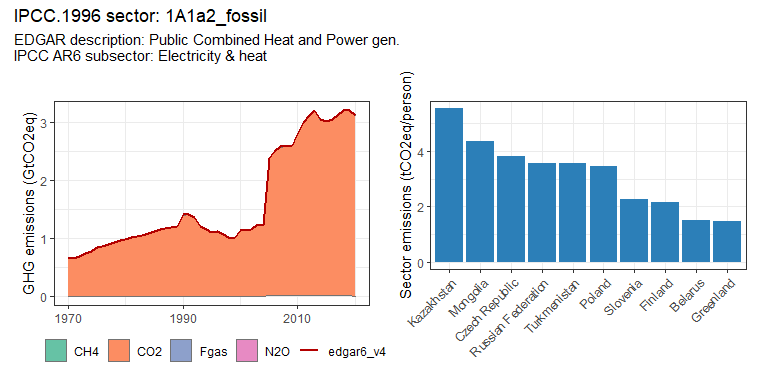 IPCC.1996 sector: 1A1a2_fossil
EDGAR description: Public Combined Heat and Power gen.
IPCC AR6 subsector: Electricity & heat
GHG emissions (GtCO2eq)
3
2
1
0
1970
1990
2010
CH4
CO2
Fgas
N2O
edgar6_v4
Sector emissions (tCO2eq/person)
4
2
0
Kazakhstan
Mongolia
Czech Republic
Russian Federation
Turkmenistan
Poland
Slovenia
Finland
Belarus
Greenland